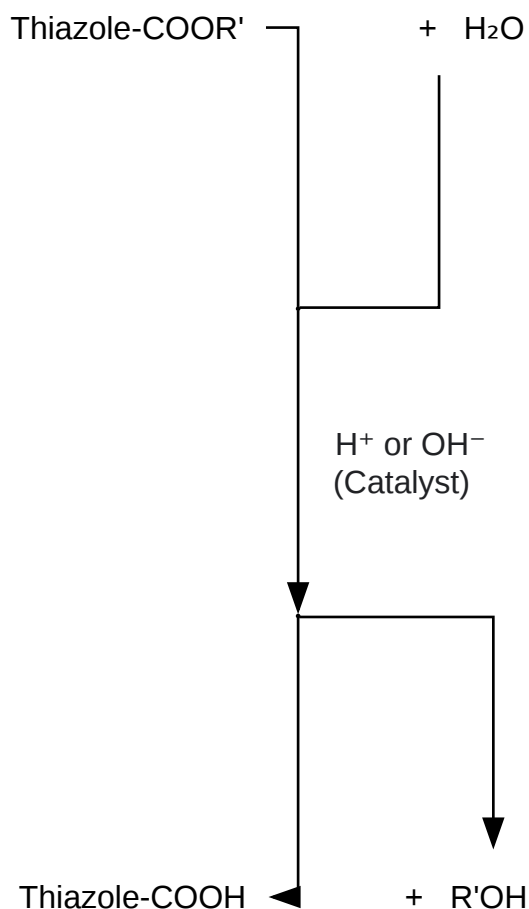 Thiazole-COOR' + H₂O
H⁺ or OH⁻
(Catalyst)
Thiazole-COOH + R'OH